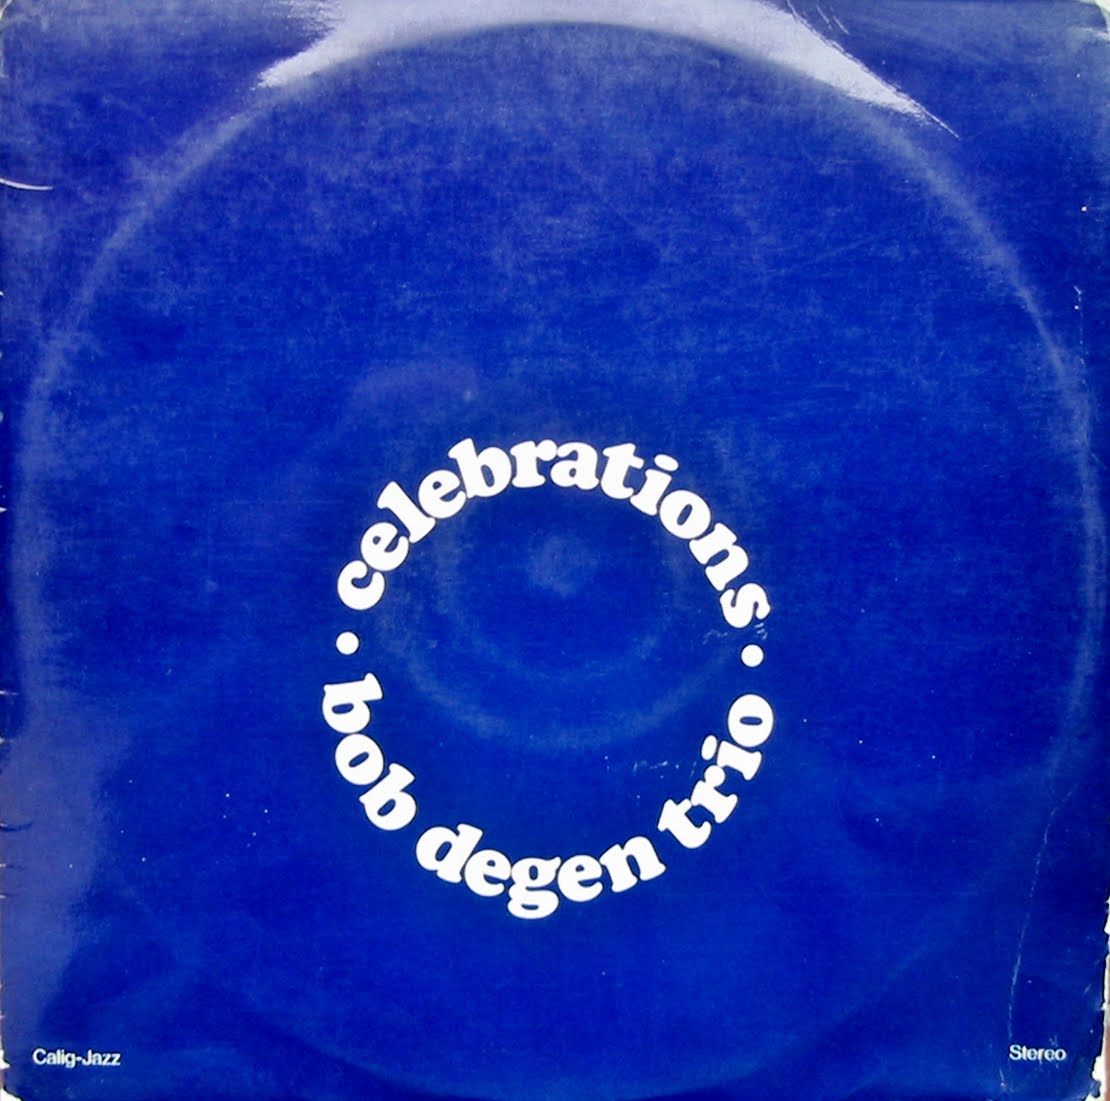 celebrations
• bob degen trio •
Calig-Jazz
Stereo